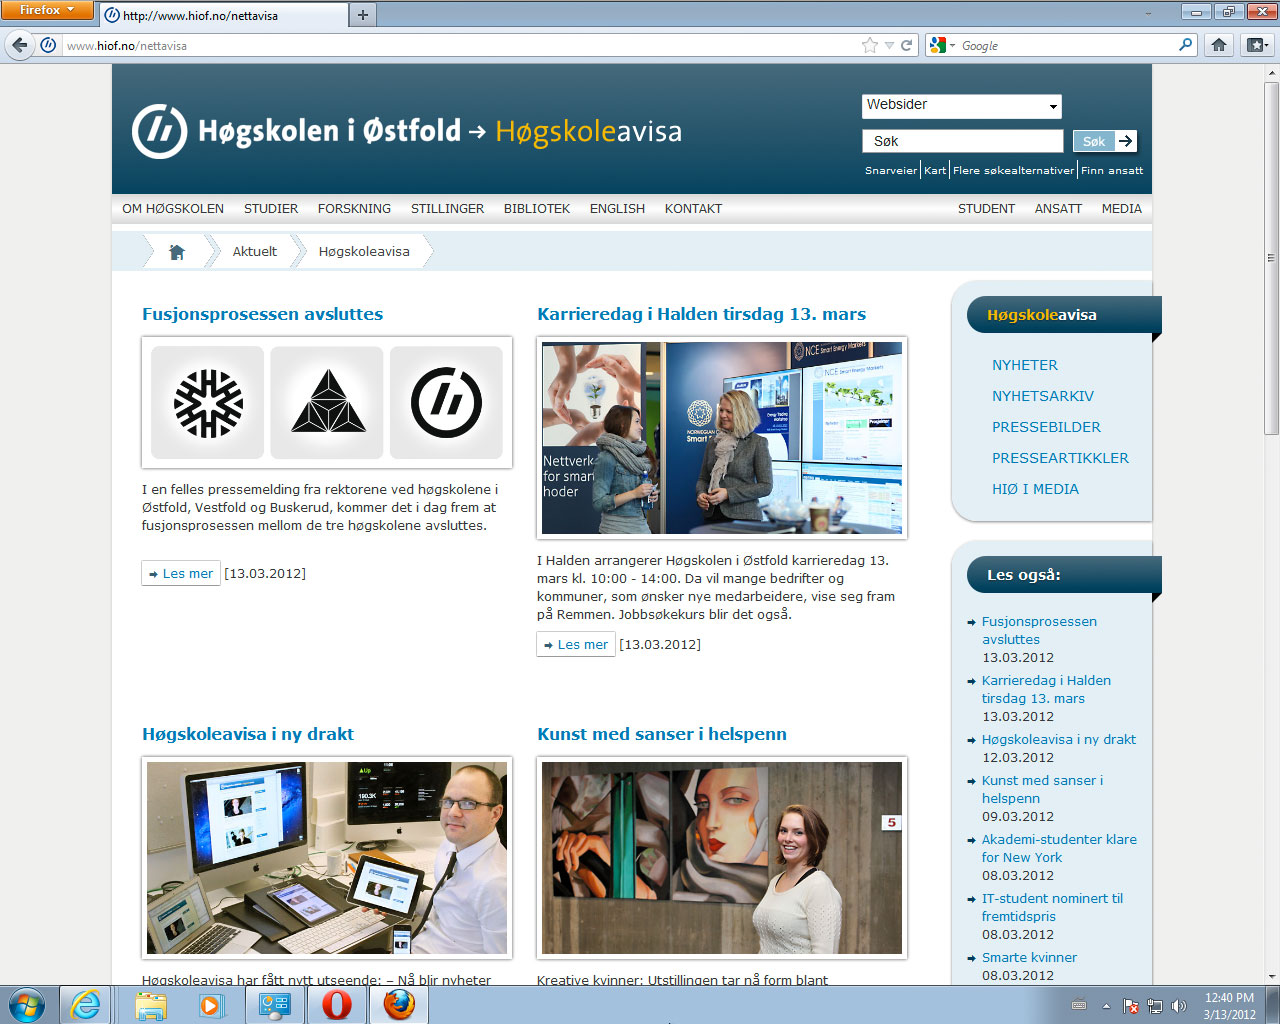 Firefox
http://www.hiof.no/nettavisa
www.hiof.no/nettavisa
Google
Høgskolen i Østfold → Høgskoleavisa
Websider
Søk
Søk
Snarveier Kart Flere søkealternativer Finn ansatt
OM HØGSKOLEN STUDIER FORSKNING STILLINGER BIBLIOTEK ENGLISH KONTAKT STUDENT ANSATT MEDIA
Aktuelt Høgskoleavisa
Fusjonsprosessen avsluttes
I en felles pressemelding fra rektorene ved høgskolene i
Østfold, Vestfold og Buskerud, kommer det i dag frem at
fusjonsprosessen mellom de tre høgskolene avsluttes.
Les mer [13.03.2012]
Karrieredag i Halden tirsdag 13. mars
NCE
Smart Energy Markets
NCE
Smart Energy Markets
NORWEGIAN
Smart
Nettverk
for smart
hoder
I Halden arrangerer Høgskolen i Østfold karrieredag 13.
mars kl. 10:00 - 14:00. Da vil mange bedrifter og
kommuner, som ønsker nye medarbeidere, vise seg fram
på Remmen. Jobbsøkekurs blir det også.
Les mer [13.03.2012]
Høgskoleavisa i ny drakt
Up
190.3K
Høgskoleavisa har fått nytt utseende: – Nå blir nyheter
Kunst med sanser i helspenn
5
Kreative kvinner: Utstillingen tar nå form blant
Høgskoleavisa
NYHETER
NYHETSARKIV
PRESSEBILDER
PRESSEARTIKKLER
HIØ I MEDIA
Les også:
Fusjonsprosessen
avsluttes
13.03.2012
Karrieredag i Halden
tirsdag 13. mars
13.03.2012
Høgskoleavisa i ny drakt
12.03.2012
Kunst med sanser i
helspenn
09.03.2012
Akademi-studenter klare
for New York
08.03.2012
IT-student nominert til
fremtidspris
08.03.2012
Smarte kvinner
08.03.2012
12:40 PM
3/13/2012